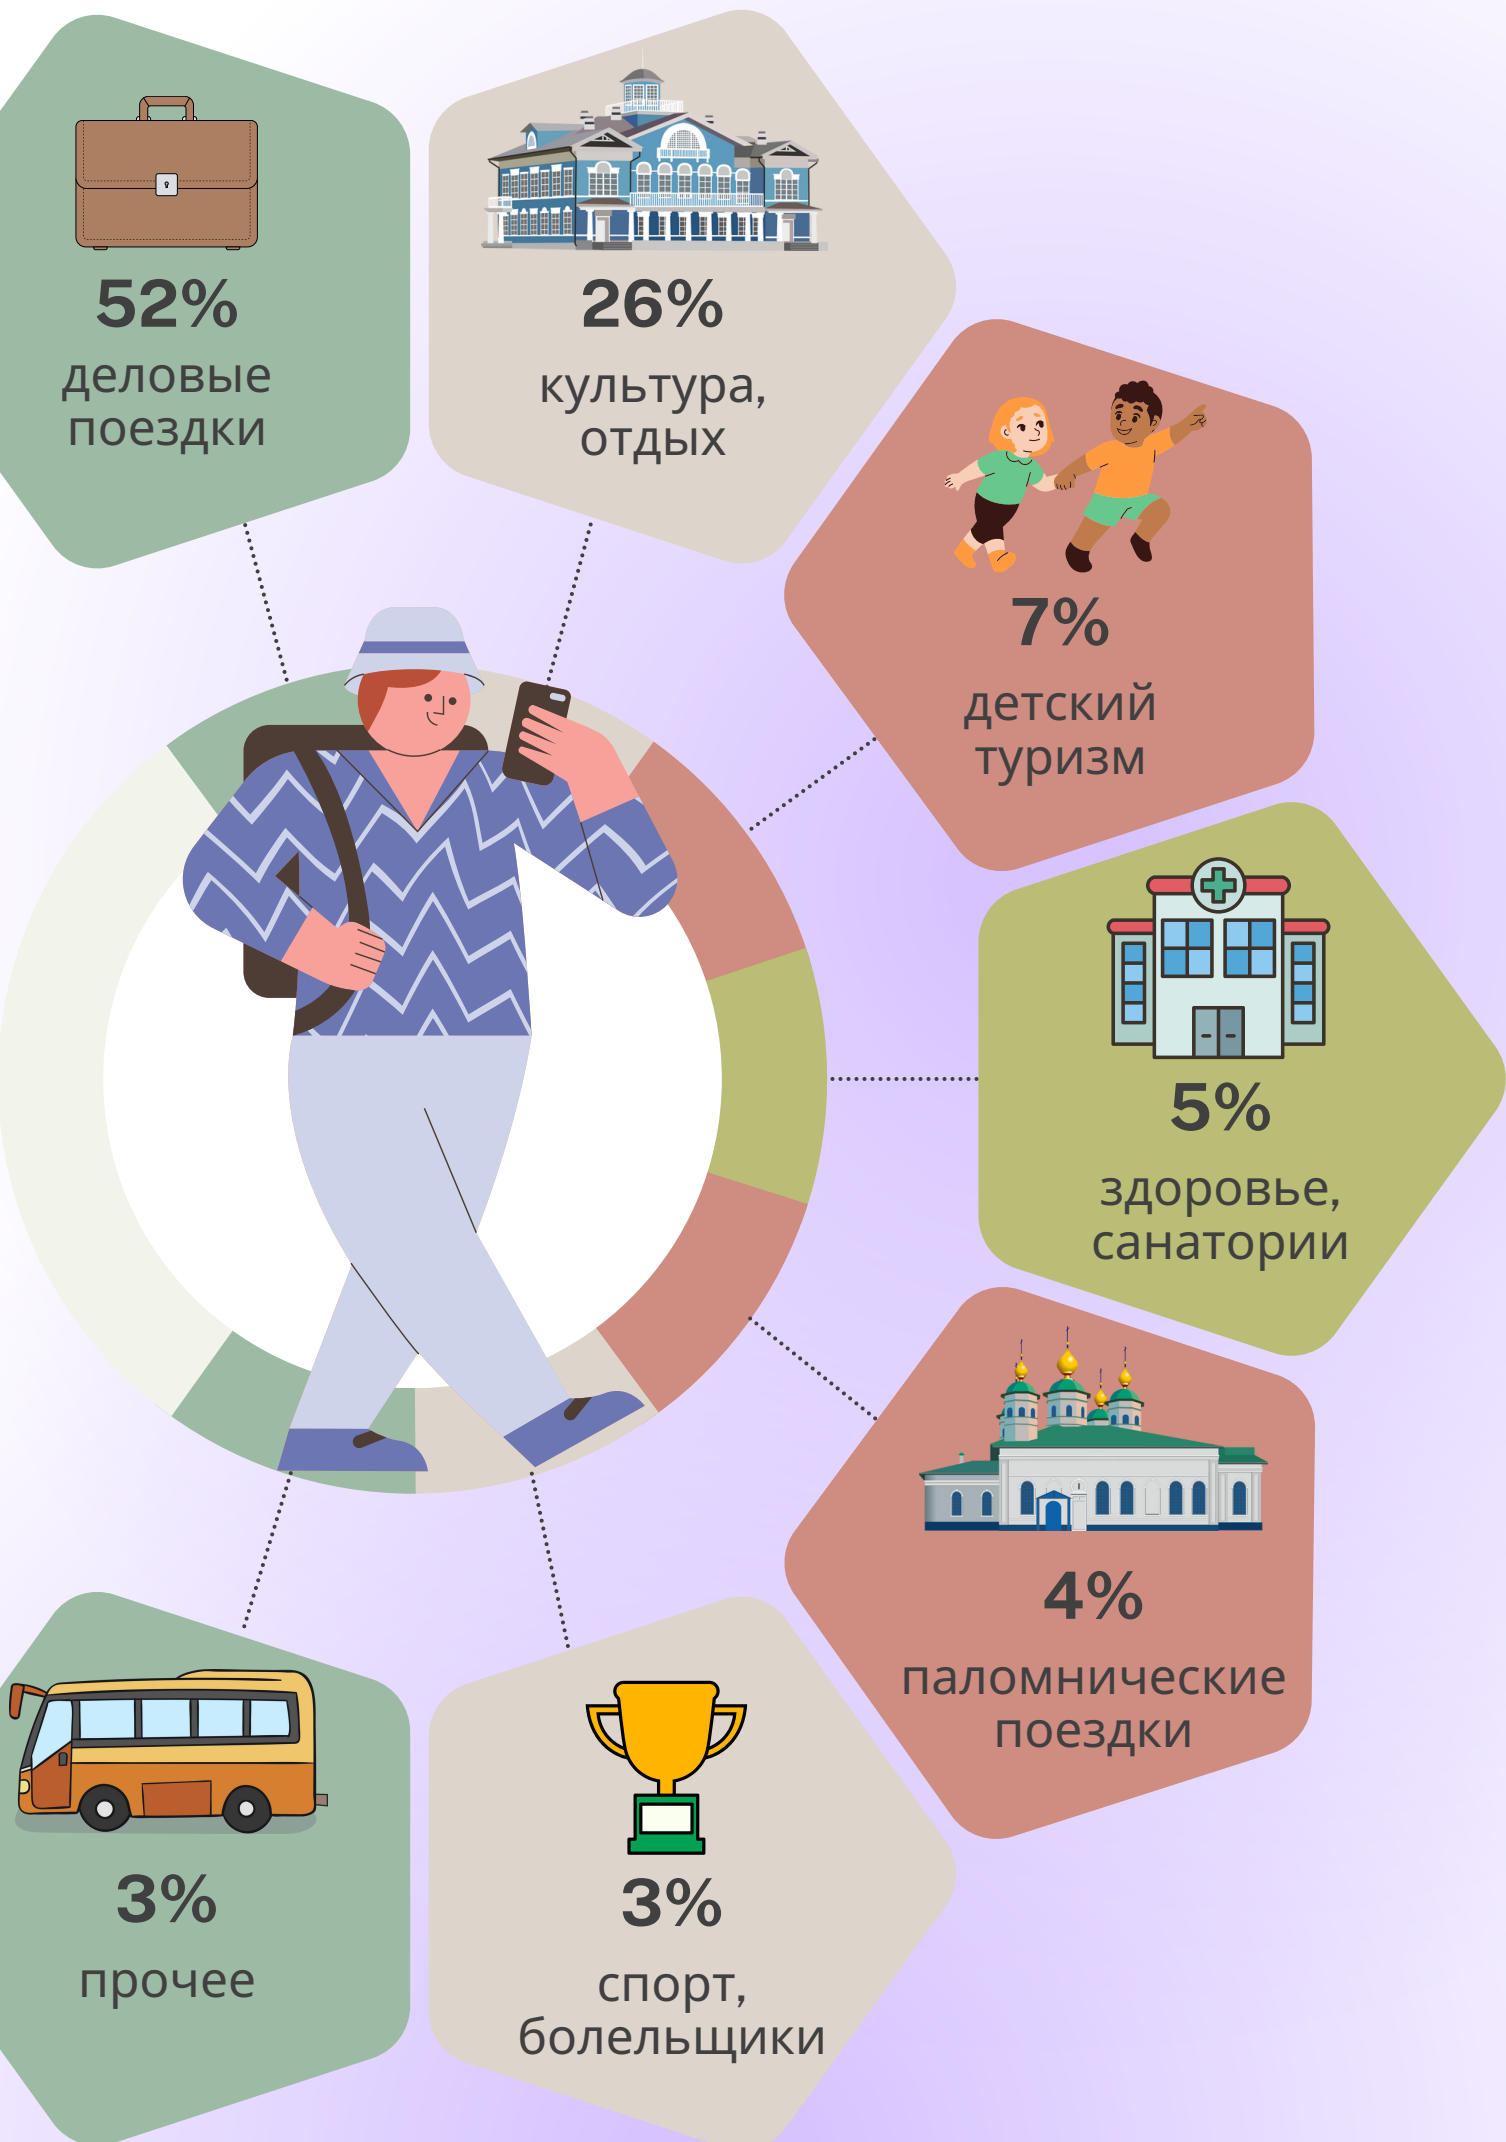 52%
деловые
поездки
26%
культура,
отдых
7%
детский
туризм
5%
здоровье,
санатории
4%
паломнические
поездки
3%
спорт,
болельщики
3%
прочее